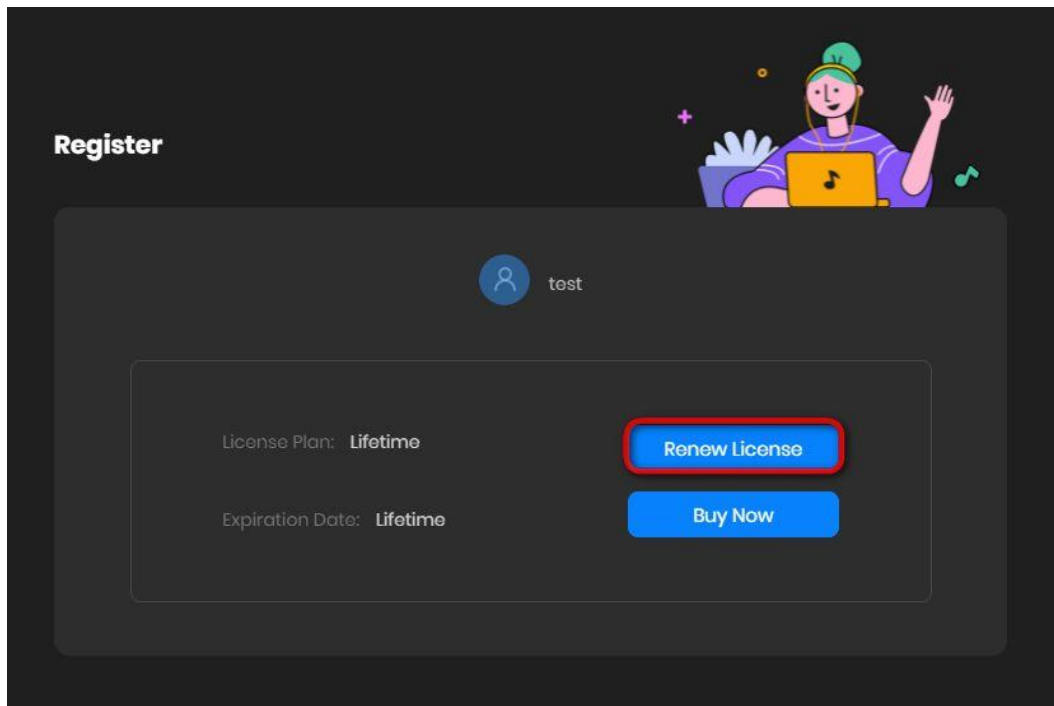 Register
test
License Plan: Lifetime
Renew License
Expiration Date: Lifetime
Buy Now